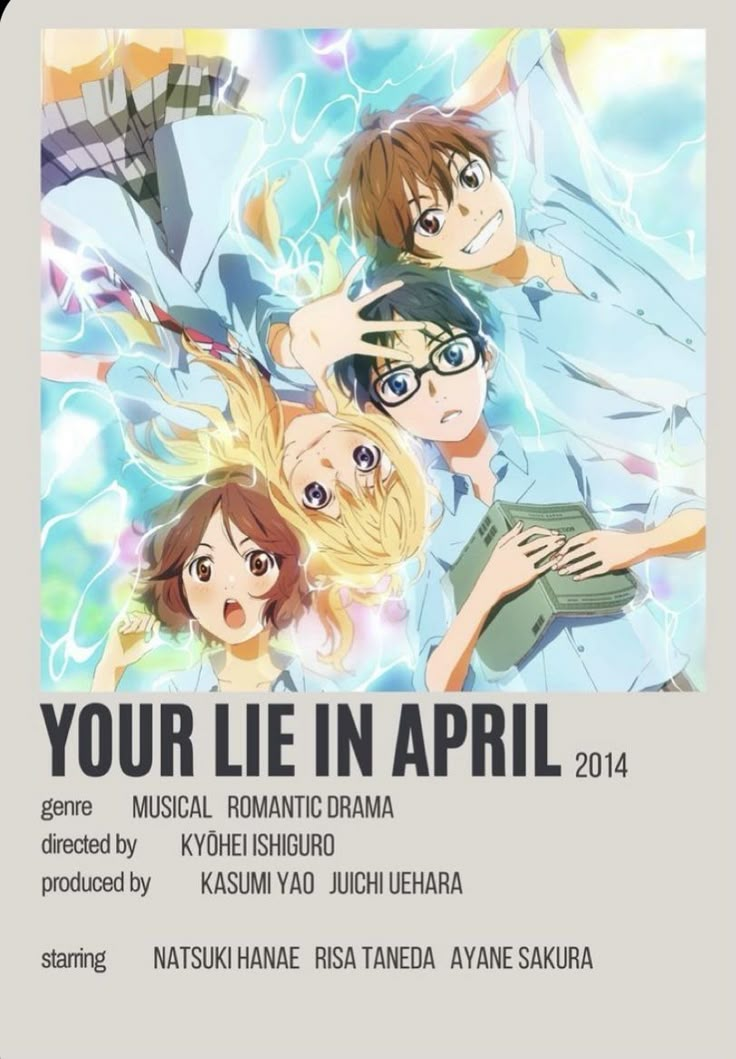 YOUR LIE IN APRIL 2014
genre MUSICAL ROMANTIC DRAMA
directed by KYŌHEI ISHIGURO
produced by KASUMI YAO JUICHI UEHARA
starring NATSUKI HANAE RISA TANEDA AYANE SAKURA